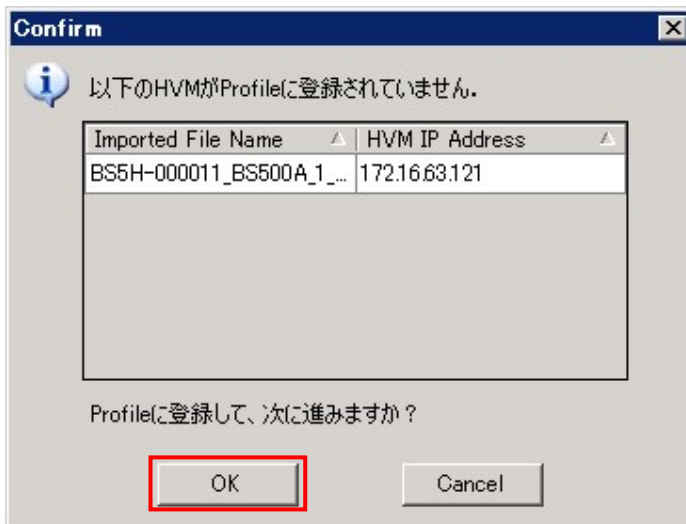 Confirm
以下のHVMがProfileに登録されていません.
Imported File Name HVM IP Address
BS5H-000011_BS500A_1_... 172.16.63.121
Profileに登録して、次に進みますか？
OK Cancel